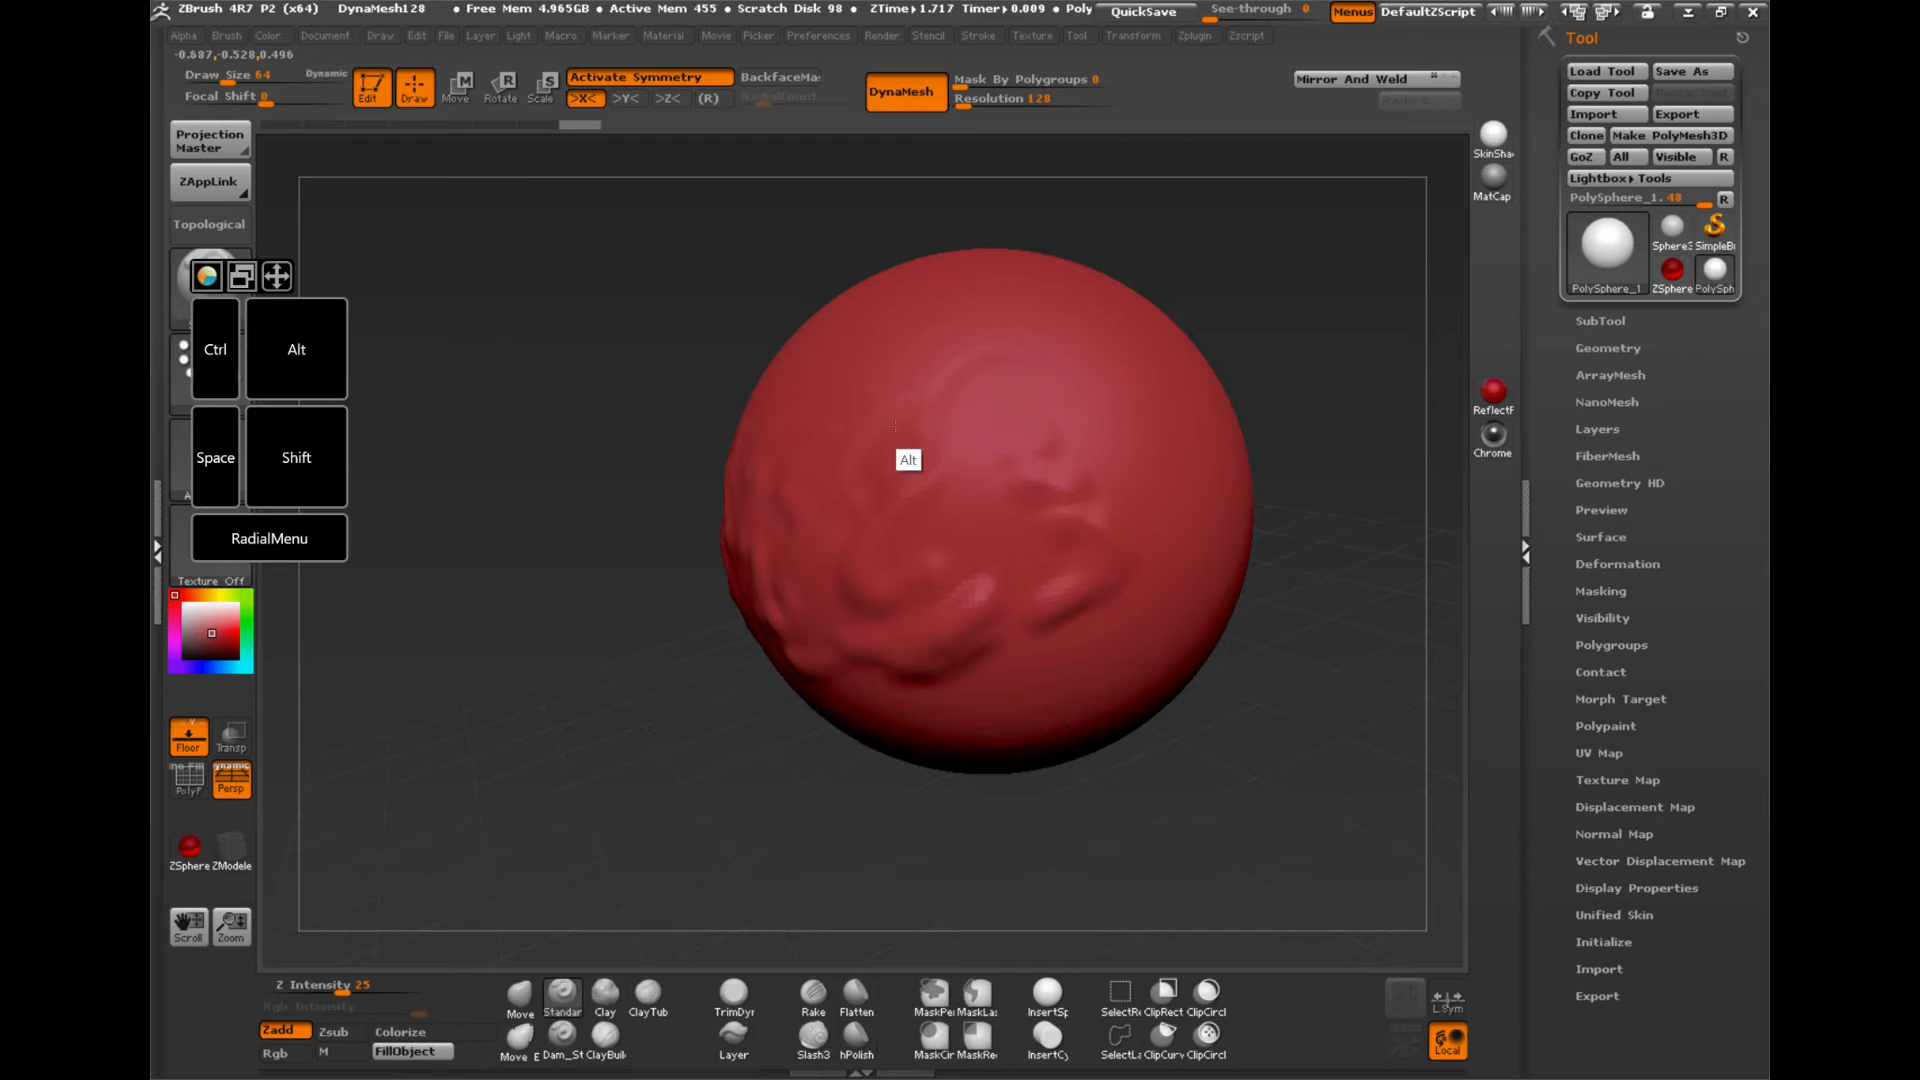 ZBrush 4R7 P2 (x64) DynaMesh128 • Free Mem 4.965GB • Active Mem 455 • Scratch Disk 98 • ZTime▸1.717 Timer▸0.009 • Poly QuickSave See-through 0 Menus DefaultZScript
Alpha Brush Color Document Draw Edit File Layer Light Macro Marker Material Movie Picker Preferences Render Stencil Stroke Texture Tool Transform Zplugin Zscript
-0.687,-0.528,0.496
Draw Size 64 Dynamic
Focal Shift 0
Edit Draw Move Rotate Scale
Activate Symmetry BackfaceMas
>X< >Y< >Z< (R) RadialCount
DynaMesh
Mask By Polygroups 0
Resolution 128
Mirror And Weld
Projection
Master
ZAppLink
Topological
Ctrl Alt
Space Shift
RadialMenu
Texture Off
Floor Transp
PolyF Persp
ZSphere ZModele
Scroll Zoom
Alt
SkinSha
MatCap
ReflectF
Chrome
Tool
Load Tool Save As
Copy Tool
Import Export
Clone Make PolyMesh3D
GoZ All Visible R
Lightbox▸Tools
PolySphere_1. 48 R
Sphere3 SimpleB
PolySphere_1 ZSphere PolySph
SubTool
Geometry
ArrayMesh
NanoMesh
Layers
FiberMesh
Geometry HD
Preview
Surface
Deformation
Masking
Visibility
Polygroups
Contact
Morph Target
Polypaint
UV Map
Texture Map
Displacement Map
Normal Map
Vector Displacement Map
Display Properties
Unified Skin
Initialize
Import
Export
Z Intensity 25
Rgb Intensity
Zadd Zsub Colorize
Rgb M FillObject
Move Standar Clay ClayTub TrimDyr Rake Flatten MaskPe MaskLas InsertSp SelectRe ClipRect ClipCircl
Move E Dam_St ClayBuil Layer Slash3 hPolish MaskCir MaskRec InsertCy SelectLa ClipCurv ClipCircl
L.Sym
Local